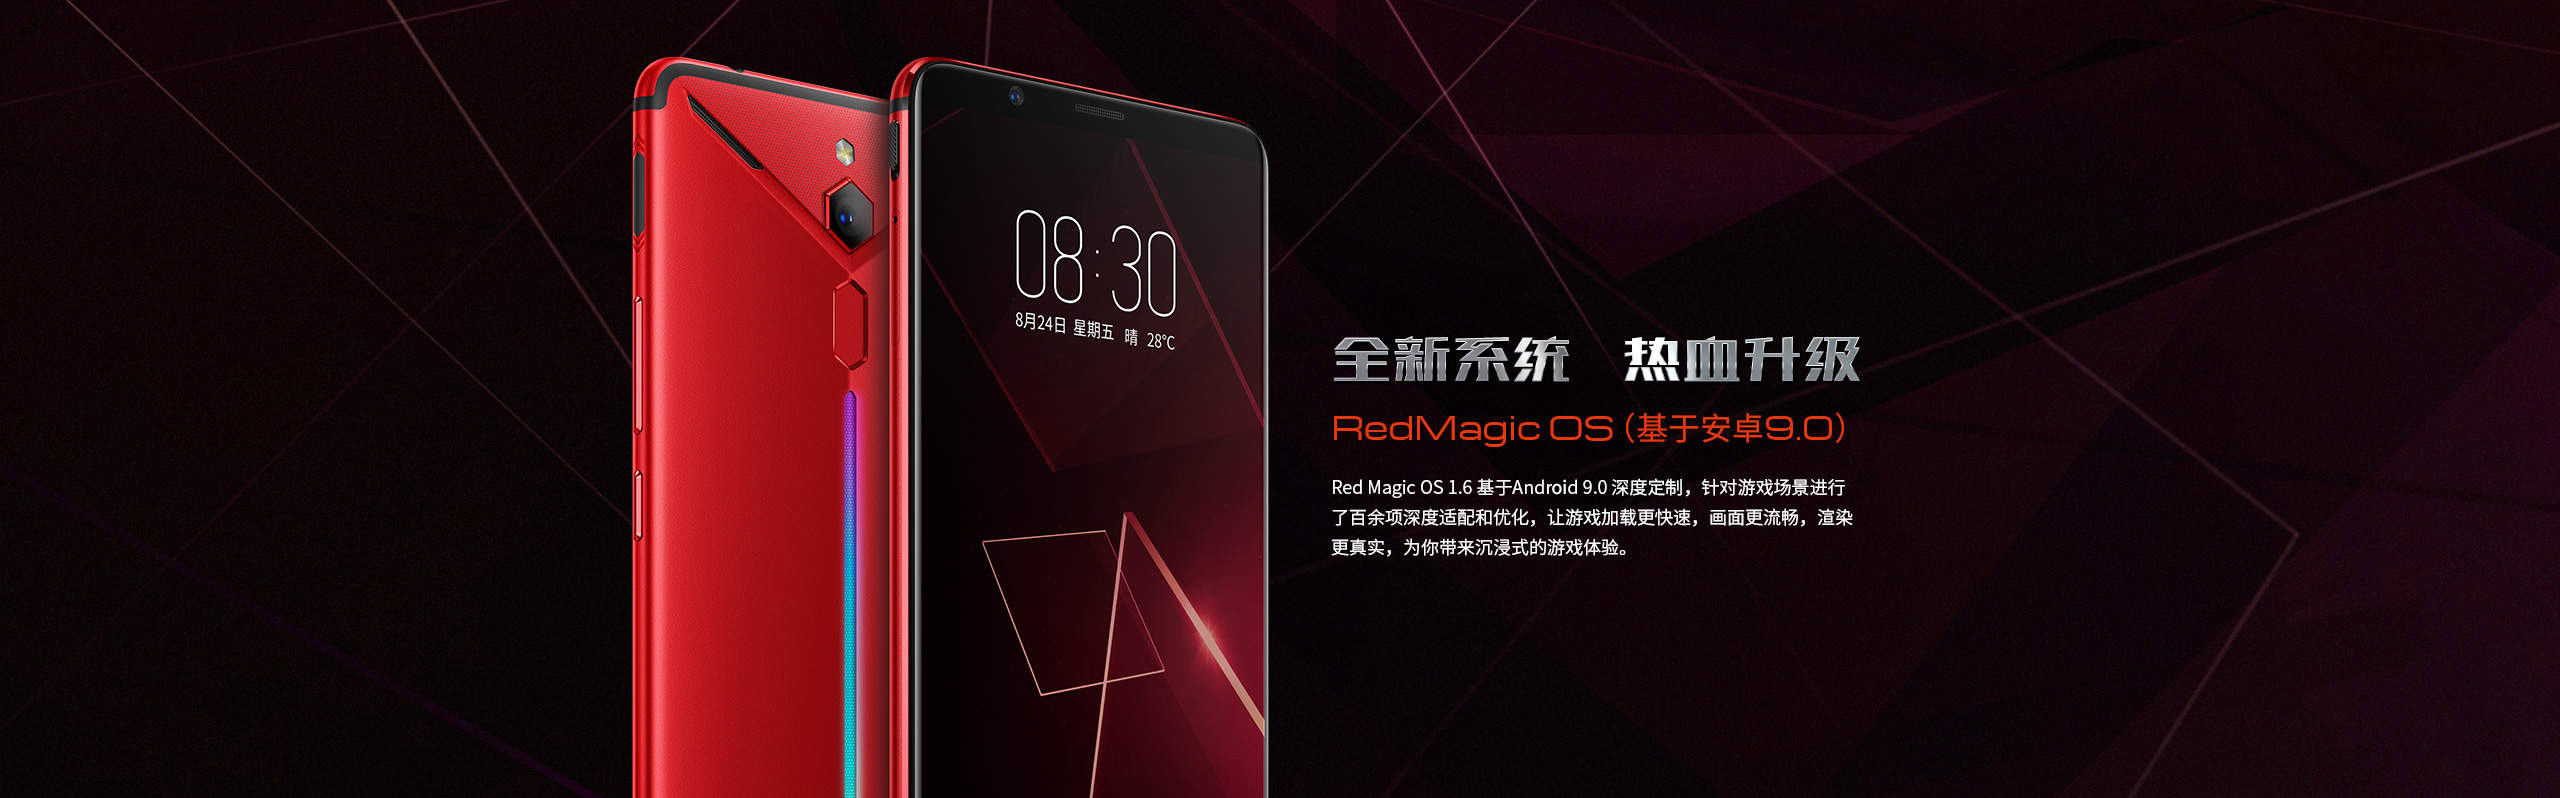 08:30
8月24日 星期五 晴 28°C
全新系统 热血升级
RedMagic OS（基于安卓9.0）
Red Magic OS 1.6 基于Android 9.0 深度定制，针对游戏场景进行
了百余项深度适配和优化，让游戏加载更快速，画面更流畅，渲染
更真实，为你带来沉浸式的游戏体验。